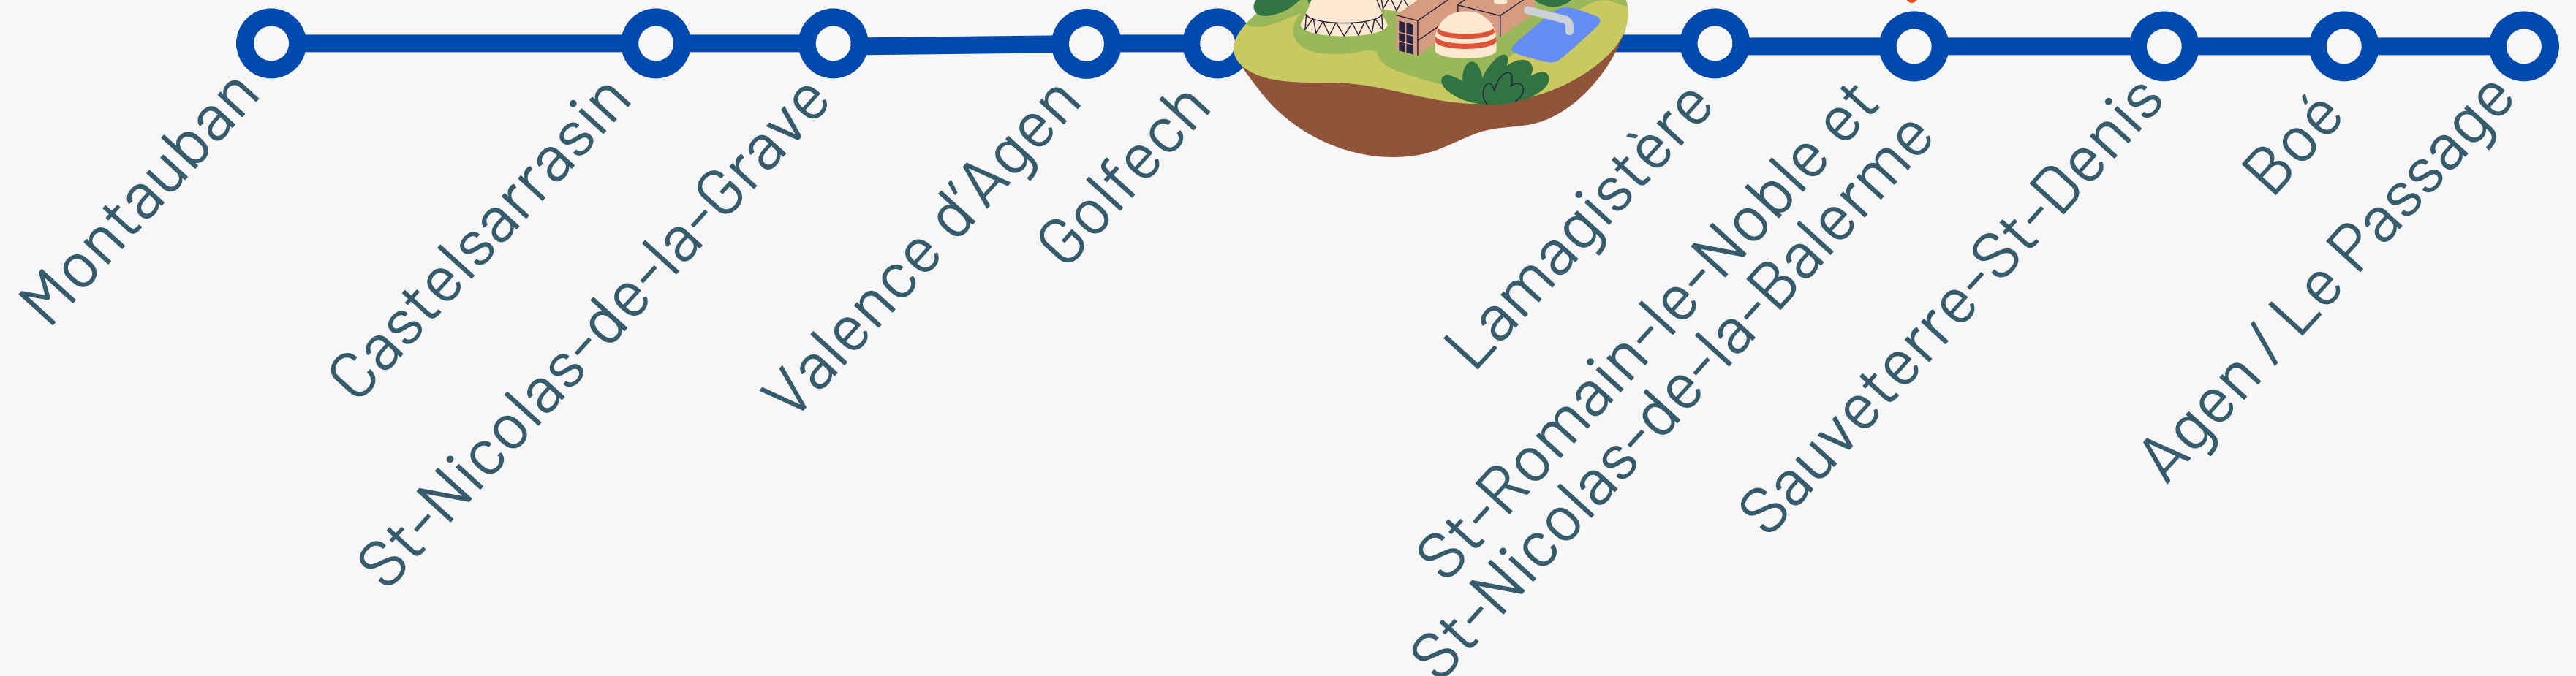 Montauban
Castelsarrasin
St-Nicolas-de-la-Grave
Valence d'Agen
Golfech
Lamagistère
St-Romain-le-Noble et
St-Nicolas-de-la-Balerme
Sauveterre-St-Denis
Boé
Agen / Le Passage